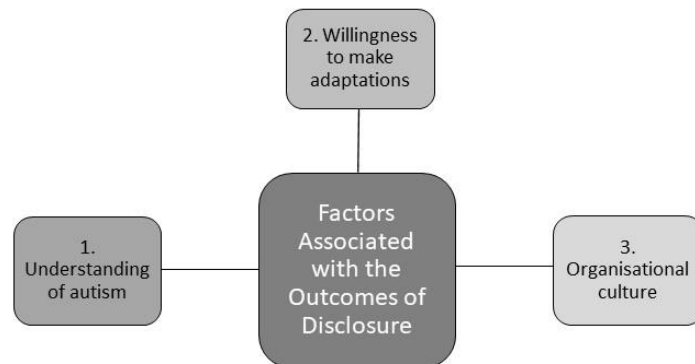 2. Willingness
to make
adaptations
Factors
Associated
with the
Outcomes of
Disclosure
1.
Understanding
of autism
3.
Organisational
culture